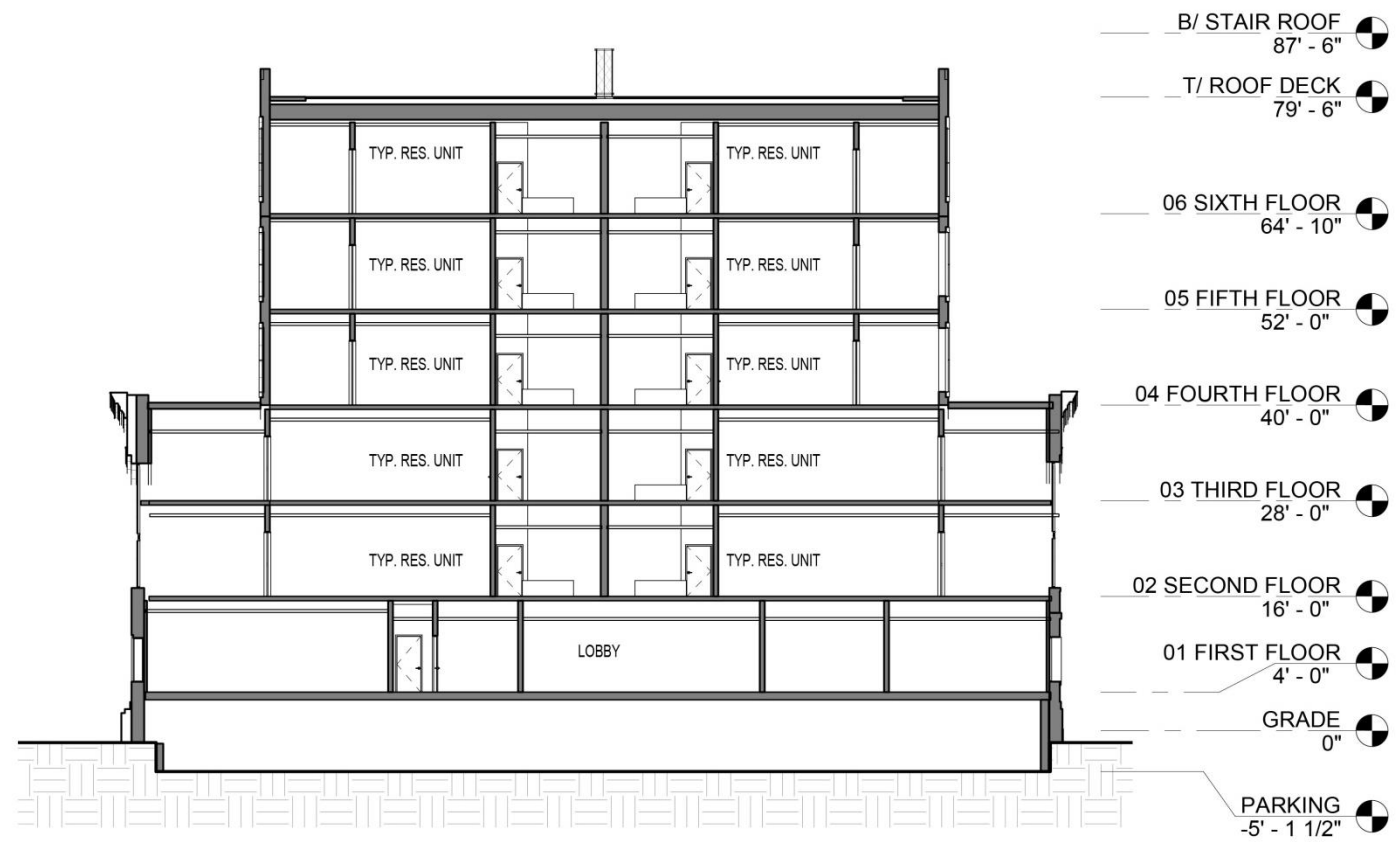 B/ STAIR ROOF
87' - 6"
T/ ROOF DECK
79' - 6"
TYP. RES. UNIT
TYP. RES. UNIT
06 SIXTH FLOOR
64' - 10"
TYP. RES. UNIT
TYP. RES. UNIT
05 FIFTH FLOOR
52' - 0"
TYP. RES. UNIT
TYP. RES. UNIT
04 FOURTH FLOOR
40' - 0"
TYP. RES. UNIT
TYP. RES. UNIT
03 THIRD FLOOR
28' - 0"
TYP. RES. UNIT
TYP. RES. UNIT
02 SECOND FLOOR
16' - 0"
LOBBY
01 FIRST FLOOR
4' - 0"
GRADE
0"
PARKING
-5' - 1 1/2"